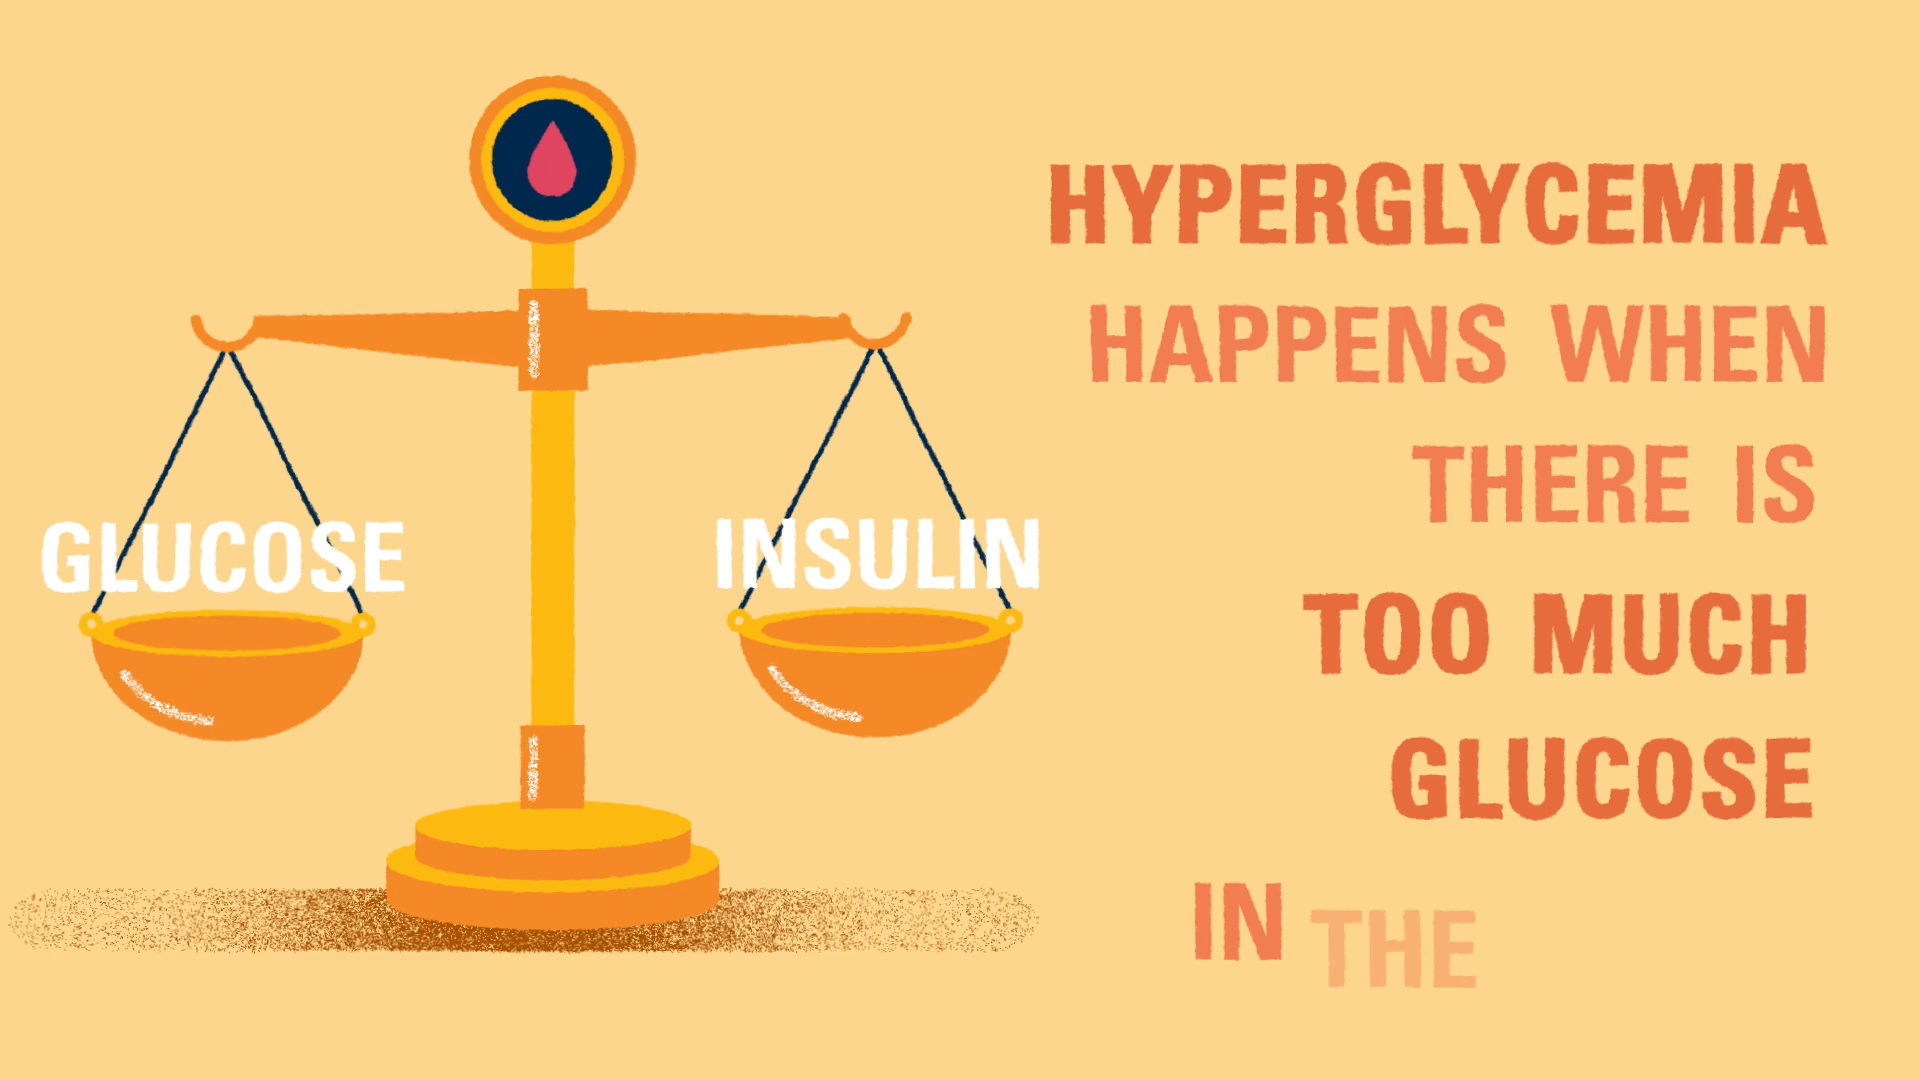 GLUCOSE
INSULIN
HYPERGLYCEMIA
HAPPENS WHEN
THERE IS
TOO MUCH
GLUCOSE
IN THE